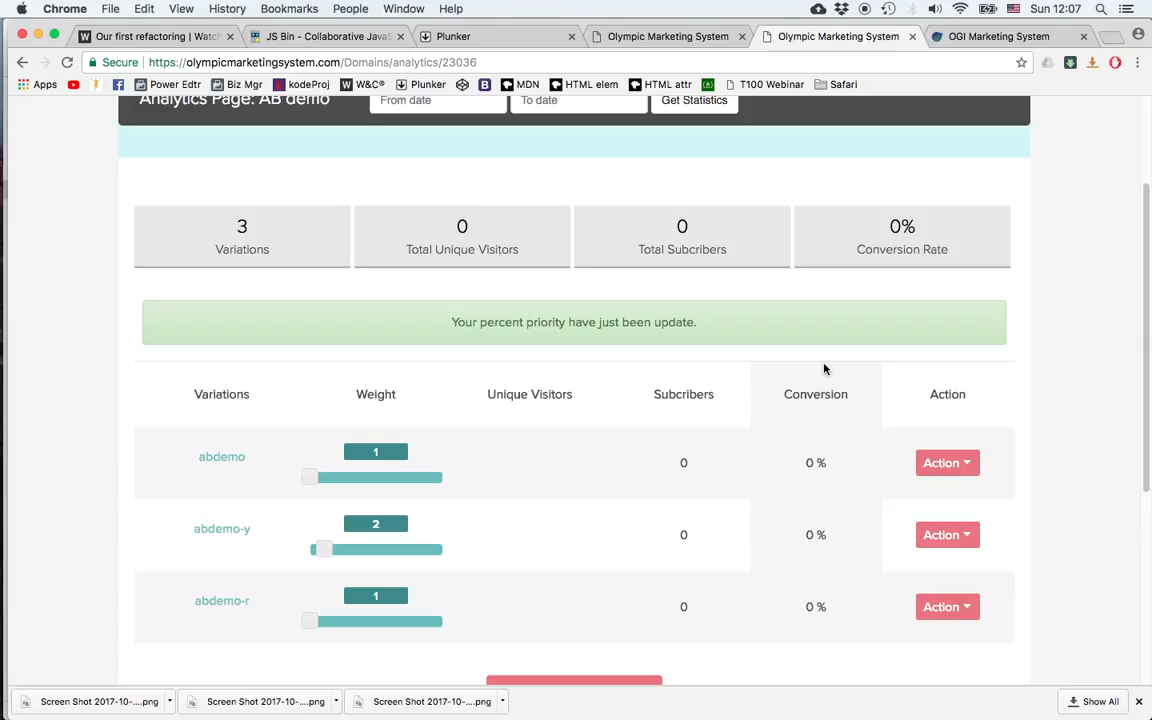 Chrome File Edit View History Bookmarks People Window Help Sun 12:07
Our first refactoring | Watch JS Bin - Collaborative JavaS Plunker Olympic Marketing System Olympic Marketing System OGI Marketing System
Secure https://olympicmarketingsystem.com/Domains/analytics/23036
Apps Power Edtr Biz Mgr kodeProj W&C® Plunker MDN HTML elem HTML attr T100 Webinar Safari
Analytics Page: AB demo From date To date Get Statistics
3 0 0 0%
Variations Total Unique Visitors Total Subcribers Conversion Rate
Your percent priority have just been update.
Variations Weight Unique Visitors Subcribers Conversion Action
abdemo 1 0 0 % Action
abdemo-y 2 0 0 % Action
abdemo-r 1 0 0 % Action
Screen Shot 2017-10-....png Screen Shot 2017-10-....png Screen Shot 2017-10-....png Show All